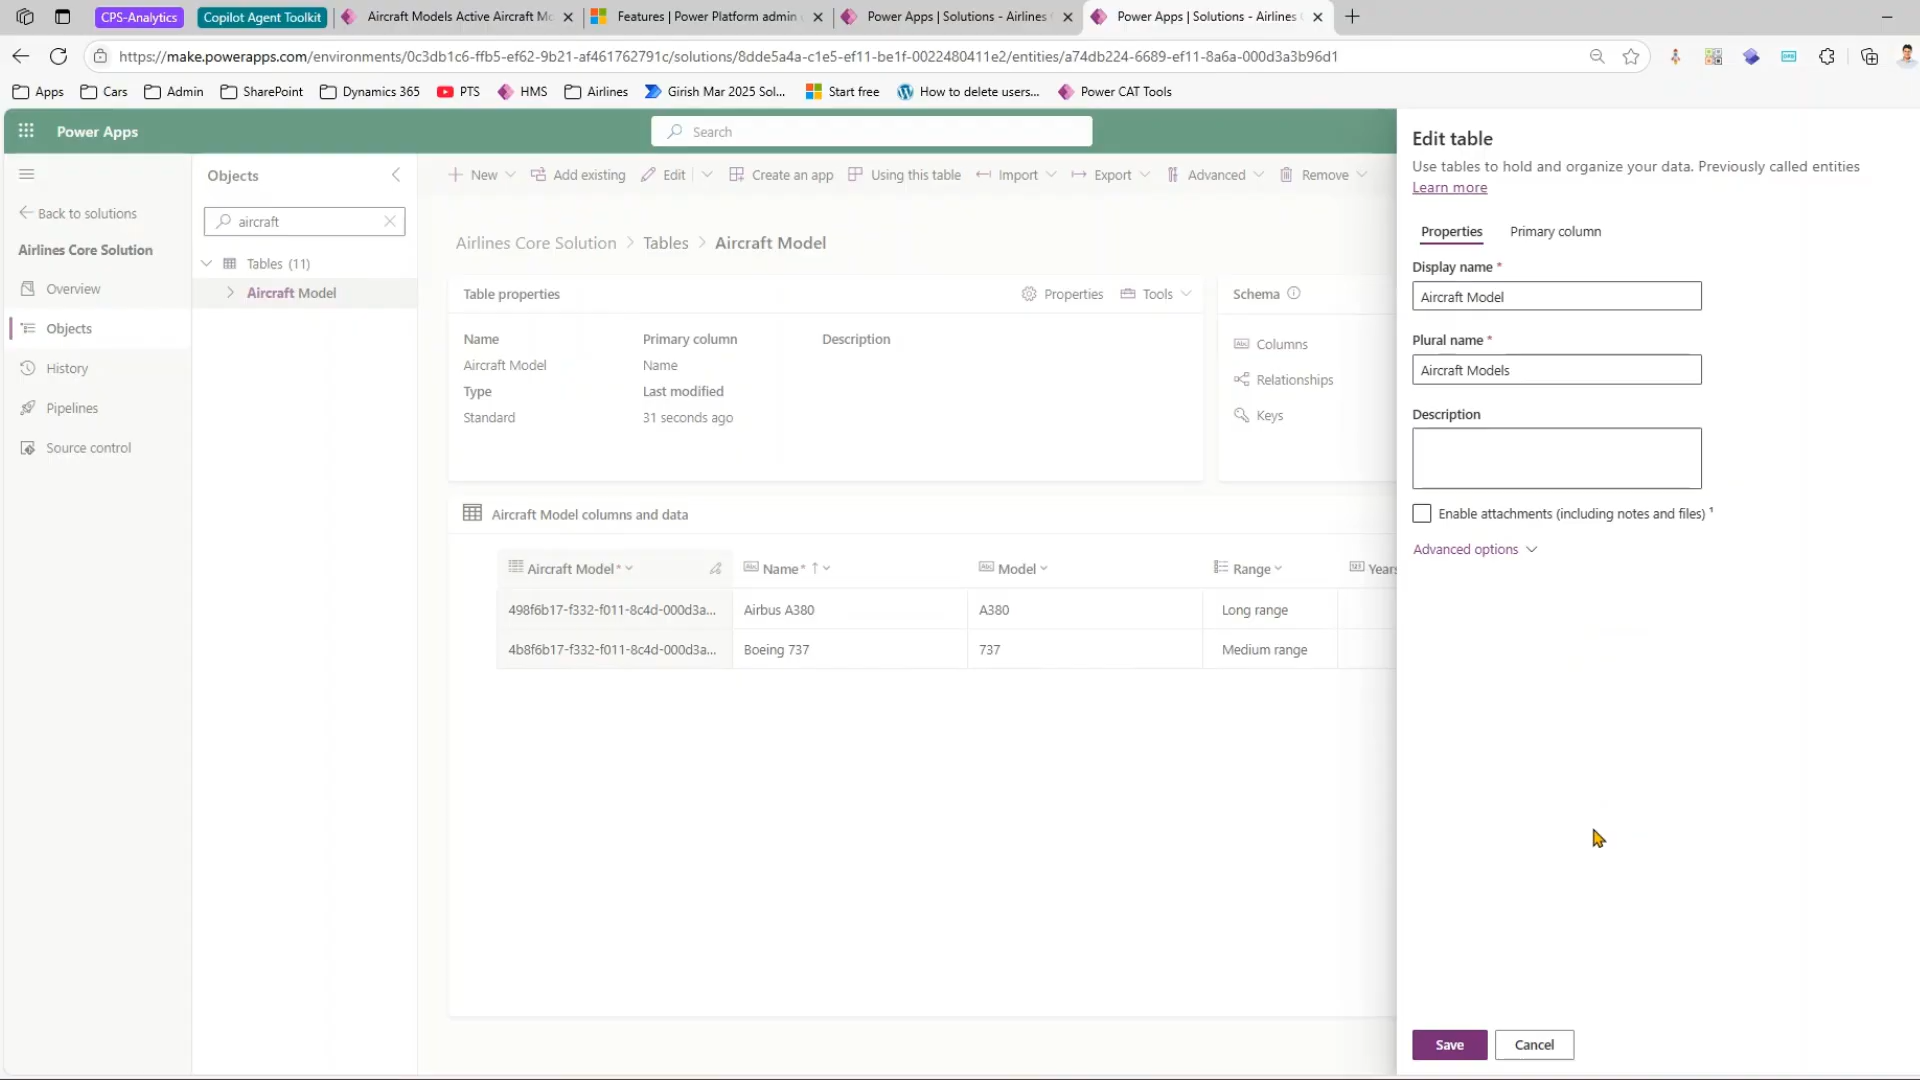 CPS-Analytics
Copilot Agent Toolkit
Aircraft Models Active Aircraft Mo
Features | Power Platform admin
Power Apps | Solutions - Airlines
Power Apps | Solutions - Airlines
https://make.powerapps.com/environments/0c3db1c6-ffb5-ef62-9b21-af461762791c/solutions/8dde5a4a-c1e5-ef11-be1f-0022480411e2/entities/a74db224-6689-ef11-8a6a-000d3a3b96d1
Apps
Cars
Admin
SharePoint
Dynamics 365
PTS
HMS
Airlines
Girish Mar 2025 Sol...
Start free
How to delete users...
Power CAT Tools
Power Apps
Search
Back to solutions
Airlines Core Solution
Overview
Objects
History
Pipelines
Source control
Objects
aircraft
Tables (11)
Aircraft Model
New
Add existing
Edit
Create an app
Using this table
Import
Export
Advanced
Remove
Airlines Core Solution > Tables > Aircraft Model
Table properties
Properties
Tools
Name
Primary column
Description
Aircraft Model
Name
Type
Last modified
Standard
31 seconds ago
Schema
Columns
Relationships
Keys
Aircraft Model columns and data
Aircraft Model *
Name * ↑
Model
Range
Years
498f6b17-f332-f011-8c4d-000d3a...
Airbus A380
A380
Long range
4b8f6b17-f332-f011-8c4d-000d3a...
Boeing 737
737
Medium range
Edit table
Use tables to hold and organize your data. Previously called entities
Learn more
Properties
Primary column
Display name *
Aircraft Model
Plural name *
Aircraft Models
Description
Enable attachments (including notes and files) ¹
Advanced options
Save
Cancel